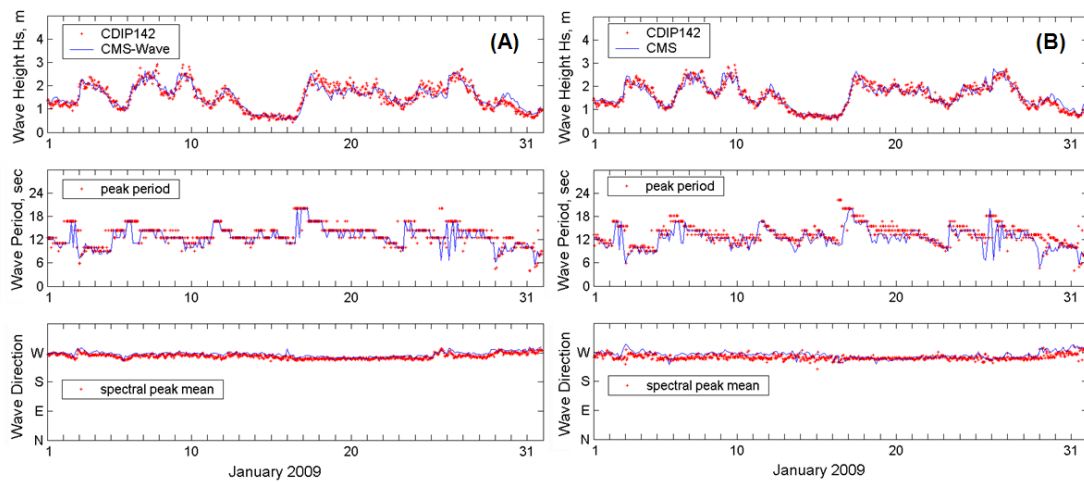 Wave Height Hs, m
4
3
2
1
0
CDIP142
CMS-Wave
(A)
1
10
20
31
Wave Period, sec
24
18
12
6
0
peak period
1
10
20
31
Wave Direction
W
S
E
N
spectral peak mean
1
10
20
31
January 2009
Wave Height Hs, m
4
3
2
1
0
CDIP142
CMS
(B)
1
10
20
31
Wave Period, sec
24
18
12
6
0
peak period
1
10
20
31
Wave Direction
W
S
E
N
spectral peak mean
1
10
20
31
January 2009